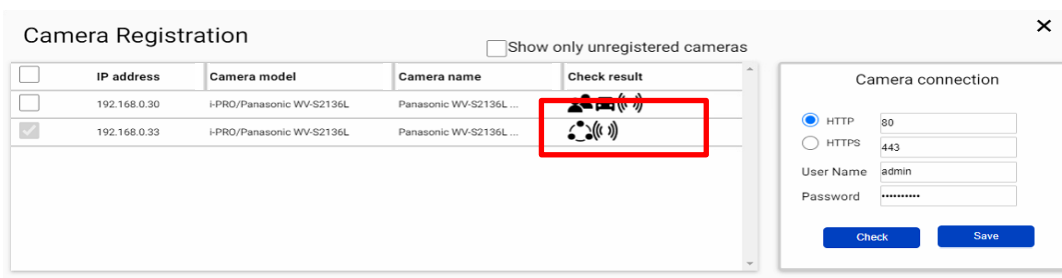 Camera Registration
Show only unregistered cameras
IP address Camera model Camera name Check result
192.168.0.30 i-PRO/Panasonic WV-S2136L Panasonic WV-S2136L ...
192.168.0.33 i-PRO/Panasonic WV-S2136L Panasonic WV-S2136L ...
Camera connection
HTTP 80
HTTPS 443
User Name admin
Password ••••••••••
Check Save